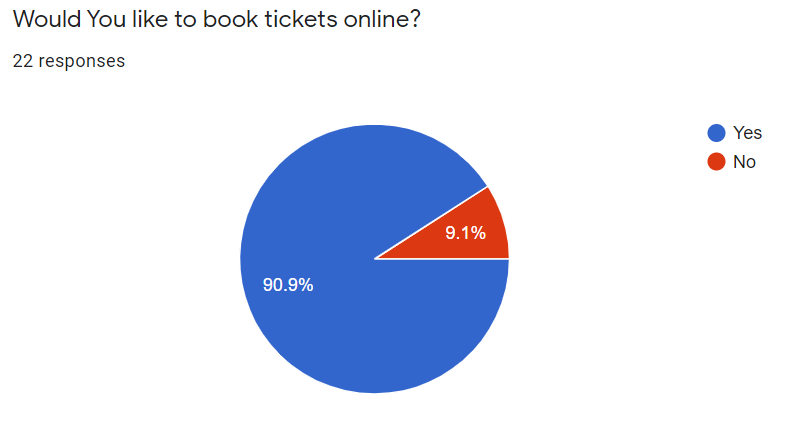 Would You like to book tickets online?
22 responses
Yes
No
9.1%
90.9%